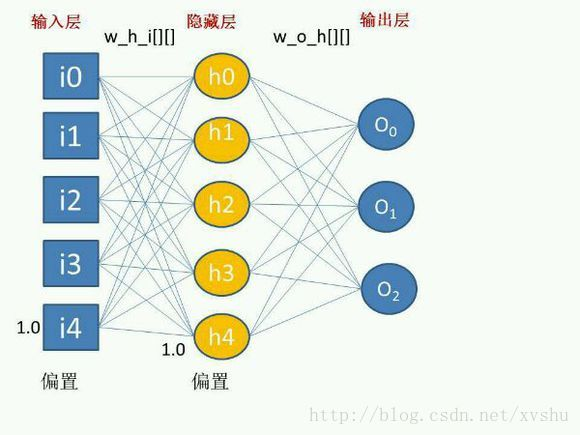 输入层 隐藏层 输出层
w_h_i[][] w_o_h[][]
i0 h0
O0
i1 h1
i2 h2 O1
i3 h3
O2
1.0 i4 h4
1.0
偏置 偏置
http://blog.csdn.net/xvshu